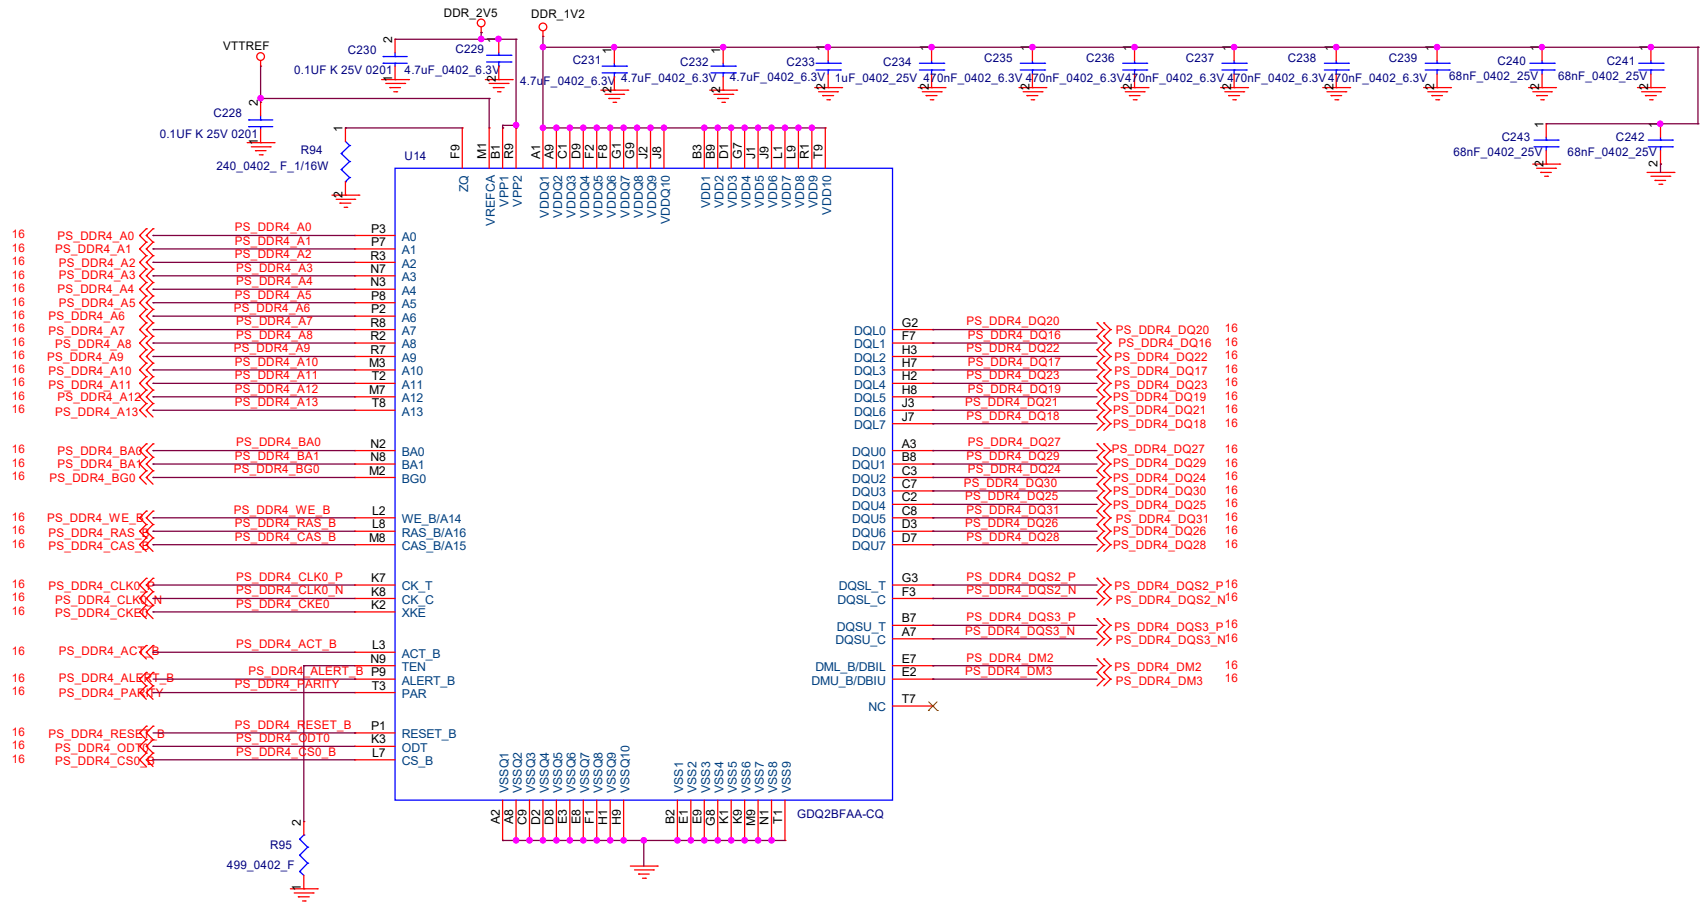 DDR_2V5
DDR_1V2
VTTREF
C230
0.1UF K 25V 0201
C229
4.7uF_0402_6.3V
C231
4.7uF_0402_6.3V
C232
4.7uF_0402_6.3V
C233
4.7uF_0402_6.3V
C234
1uF_0402_25V
C235
470nF_0402_6.3V
C236
470nF_0402_6.3V
C237
470nF_0402_6.3V
C238
470nF_0402_6.3V
C239
470nF_0402_6.3V
C240
68nF_0402_25V
C241
68nF_0402_25V
C243
68nF_0402_25V
C242
68nF_0402_25V
C228
0.1UF K 25V 0201
R94
240_0402_ F_1/16W
U14
F9 M1 B1 R9 A1 A9 C1 D9 F2 F8 G1 G9 J2 J8 B3 B9 D1 G7 J1 J9 L1 L9 R1 T9
ZQ VREFCA VPP1 VPP2 VDDQ1 VDDQ2 VDDQ3 VDDQ4 VDDQ5 VDDQ6 VDDQ7 VDDQ8 VDDQ9 VDDQ10 VDD1 VDD2 VDD3 VDD4 VDD5 VDD6 VDD7 VDD8 VDD9 VDD10
16 PS_DDR4_A0 PS_DDR4_A0 P3 A0
16 PS_DDR4_A1 PS_DDR4_A1 P7 A1
16 PS_DDR4_A2 PS_DDR4_A2 R3 A2
16 PS_DDR4_A3 PS_DDR4_A3 N7 A3
16 PS_DDR4_A4 PS_DDR4_A4 N3 A4
16 PS_DDR4_A5 PS_DDR4_A5 P8 A5
16 PS_DDR4_A6 PS_DDR4_A6 P2 A6
16 PS_DDR4_A7 PS_DDR4_A7 R8 A7
16 PS_DDR4_A8 PS_DDR4_A8 R2 A8
16 PS_DDR4_A9 PS_DDR4_A9 R7 A9
16 PS_DDR4_A10 PS_DDR4_A10 M3 A10
16 PS_DDR4_A11 PS_DDR4_A11 T2 A11
16 PS_DDR4_A12 PS_DDR4_A12 M7 A12
16 PS_DDR4_A13 PS_DDR4_A13 T8 A13
16 PS_DDR4_BA0 PS_DDR4_BA0 N2 BA0
16 PS_DDR4_BA1 PS_DDR4_BA1 N8 BA1
16 PS_DDR4_BG0 PS_DDR4_BG0 M2 BG0
16 PS_DDR4_WE_B PS_DDR4_WE_B L2 WE_B/A14
16 PS_DDR4_RAS_B PS_DDR4_RAS_B L8 RAS_B/A16
16 PS_DDR4_CAS_B PS_DDR4_CAS_B M8 CAS_B/A15
16 PS_DDR4_CLK0_P PS_DDR4_CLK0_P K7 CK_T
16 PS_DDR4_CLK0_N PS_DDR4_CLK0_N K8 CK_C
16 PS_DDR4_CKE0 PS_DDR4_CKE0 K2 XKE
16 PS_DDR4_ACT_B PS_DDR4_ACT_B L3 ACT_B
N9 TEN
16 PS_DDR4_ALERT_B PS_DDR4_ALERT_B P9 ALERT_B
16 PS_DDR4_PARITY PS_DDR4_PARITY T3 PAR
16 PS_DDR4_RESET_B PS_DDR4_RESET_B P1 RESET_B
16 PS_DDR4_ODT0 PS_DDR4_ODT0 K3 ODT
16 PS_DDR4_CS0_B PS_DDR4_CS0_B L7 CS_B
DQL0 G2 PS_DDR4_DQ20 PS_DDR4_DQ20 16
DQL1 F7 PS_DDR4_DQ16 PS_DDR4_DQ16 16
DQL2 H3 PS_DDR4_DQ22 PS_DDR4_DQ22 16
DQL3 H7 PS_DDR4_DQ17 PS_DDR4_DQ17 16
DQL4 H2 PS_DDR4_DQ23 PS_DDR4_DQ23 16
DQL5 H8 PS_DDR4_DQ19 PS_DDR4_DQ19 16
DQL6 J3 PS_DDR4_DQ21 PS_DDR4_DQ21 16
DQL7 J7 PS_DDR4_DQ18 PS_DDR4_DQ18 16
DQU0 A3 PS_DDR4_DQ27 PS_DDR4_DQ27 16
DQU1 B8 PS_DDR4_DQ29 PS_DDR4_DQ29 16
DQU2 C3 PS_DDR4_DQ24 PS_DDR4_DQ24 16
DQU3 C7 PS_DDR4_DQ30 PS_DDR4_DQ30 16
DQU4 C2 PS_DDR4_DQ25 PS_DDR4_DQ25 16
DQU5 C8 PS_DDR4_DQ31 PS_DDR4_DQ31 16
DQU6 D3 PS_DDR4_DQ26 PS_DDR4_DQ26 16
DQU7 D7 PS_DDR4_DQ28 PS_DDR4_DQ28 16
DQSL_T G3 PS_DDR4_DQS2_P PS_DDR4_DQS2_P 16
DQSL_C F3 PS_DDR4_DQS2_N PS_DDR4_DQS2_N 16
DQSU_T B7 PS_DDR4_DQS3_P PS_DDR4_DQS3_P 16
DQSU_C A7 PS_DDR4_DQS3_N PS_DDR4_DQS3_N 16
DML_B/DBIL E7 PS_DDR4_DM2 PS_DDR4_DM2 16
DMU_B/DBIU E2 PS_DDR4_DM3 PS_DDR4_DM3 16
NC T7
VSSQ1 VSSQ2 VSSQ3 VSSQ4 VSSQ5 VSSQ6 VSSQ7 VSSQ8 VSSQ9 VSSQ10 VSS1 VSS2 VSS3 VSS4 VSS5 VSS6 VSS7 VSS8 VSS9
A2 A8 C9 D2 D8 E3 E8 F1 H1 H9 B2 E1 E9 G8 K1 K9 M9 N1 T1
GDQ2BFAA-CQ
2
R95
499_0402_F
1